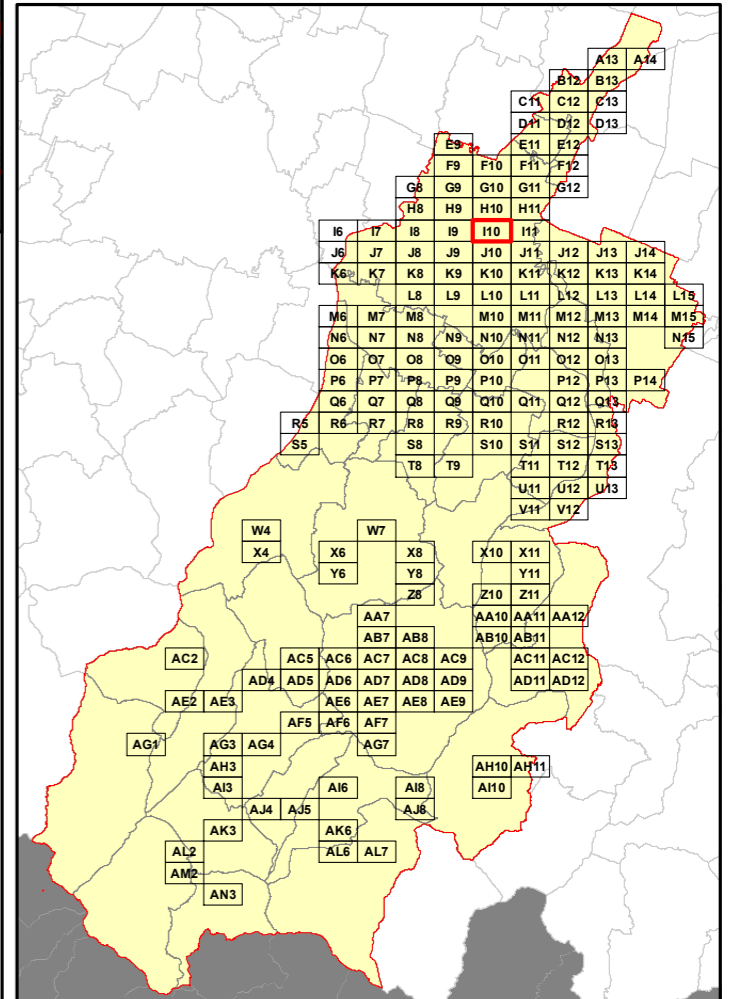 A13 A14
B12 B13
C11 C12 C13
D11 D12 D13
E9 E11 E12
F9 F10 F11 F12
G8 G9 G10 G11 G12
H8 H9 H10 H11
I6 I7 I8 I9 I10 I11
J6 J7 J8 J9 J10 J11 J12 J13 J14
K6 K7 K8 K9 K10 K11 K12 K13 K14
L8 L9 L10 L11 L12 L13 L14 L15
M6 M7 M8 M10 M11 M12 M13 M14 M15
N6 N7 N8 N9 N10 N11 N12 N13 N15
O6 O7 O8 O9 O10 O11 O12 O13
P6 P7 P8 P9 P10 P12 P13 P14
Q6 Q7 Q8 Q9 Q10 Q11 Q12 Q13
R5 R6 R7 R8 R9 R10 R12 R13
S5 S8 S10 S11 S12 S13
T8 T9 T11 T12 T13
U11 U12 U13
V11 V12
W4 W7
X4 X6 X8 X10 X11
Y6 Y8 Y11
Z8 Z10 Z11
AA7 AA10 AA11 AA12
AB7 AB8 AB10 AB11
AC2 AC5 AC6 AC7 AC8 AC9 AC11 AC12
AD4 AD5 AD6 AD7 AD8 AD9 AD11 AD12
AE2 AE3 AE6 AE7 AE8 AE9
AF5 AF6 AF7
AG1 AG3 AG4 AG7
AH3 AH10 AH11
AI3 AI6 AI8 AI10
AJ4 AJ5 AJ8
AK3 AK6
AL2 AL6 AL7
AM2
AN3